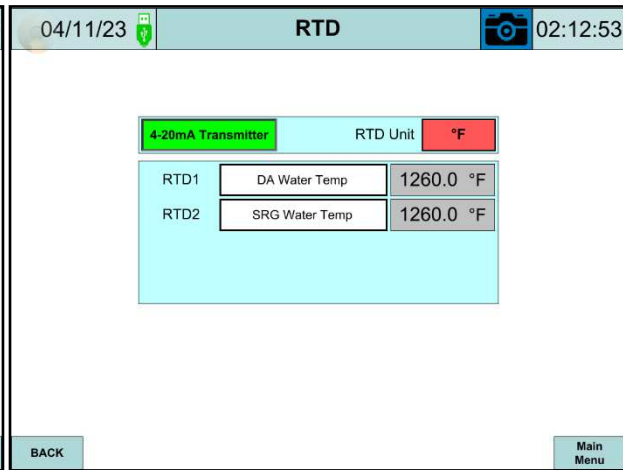 04/11/23 RTD 02:12:53
4-20mA Transmitter RTD Unit °F
RTD1 DA Water Temp 1260.0 °F
RTD2 SRG Water Temp 1260.0 °F
BACK Main
Menu